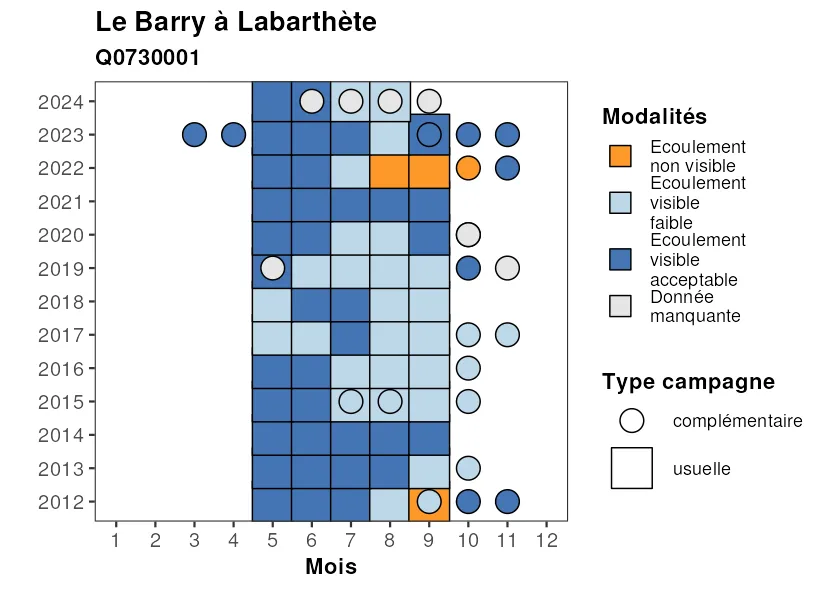 Le Barry à Labarthète
Q0730001
2024
2023
2022
2021
2020
2019
2018
2017
2016
2015
2014
2013
2012
1 2 3 4 5 6 7 8 9 10 11 12
Mois
Modalités
Ecoulement
non visible
Ecoulement
visible
faible
Ecoulement
visible
acceptable
Donnée
manquante
Type campagne
complémentaire
usuelle